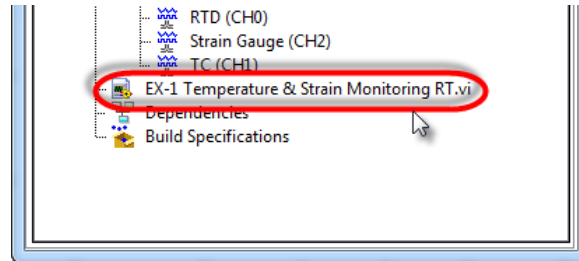 RTD (CH0)
Strain Gauge (CH2)
TC (CH1)
EX-1 Temperature & Strain Monitoring RT.vi
Dependencies
Build Specifications